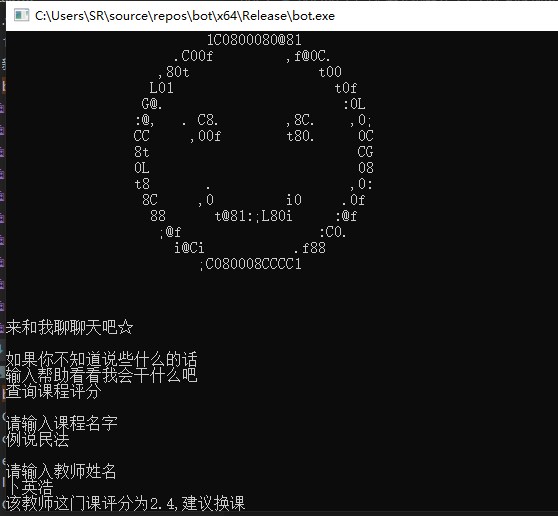 C:\Users\SR\source\repos\bot\x64\Release\bot.exe
1C0800080@81
.C00f ,f@0C.
,80t t00
L01 t0f
G@. :0L
:@, . C8. ,8C. ,0;
CC ,00f t80. 0C
8t CG
0L 08
t8 . ,0:
8C ,0 i0 .0f
88 t@81:;L80i :@f
;@f :C0.
i@Ci .f88
;C080008CCCC1
来和我聊聊天吧☆
如果你不知道说些什么的话
输入帮助看看我会干什么吧
查询课程评分
请输入课程名字
例说民法
请输入教师姓名
卜英浩
该教师这门课评分为2.4,建议换课